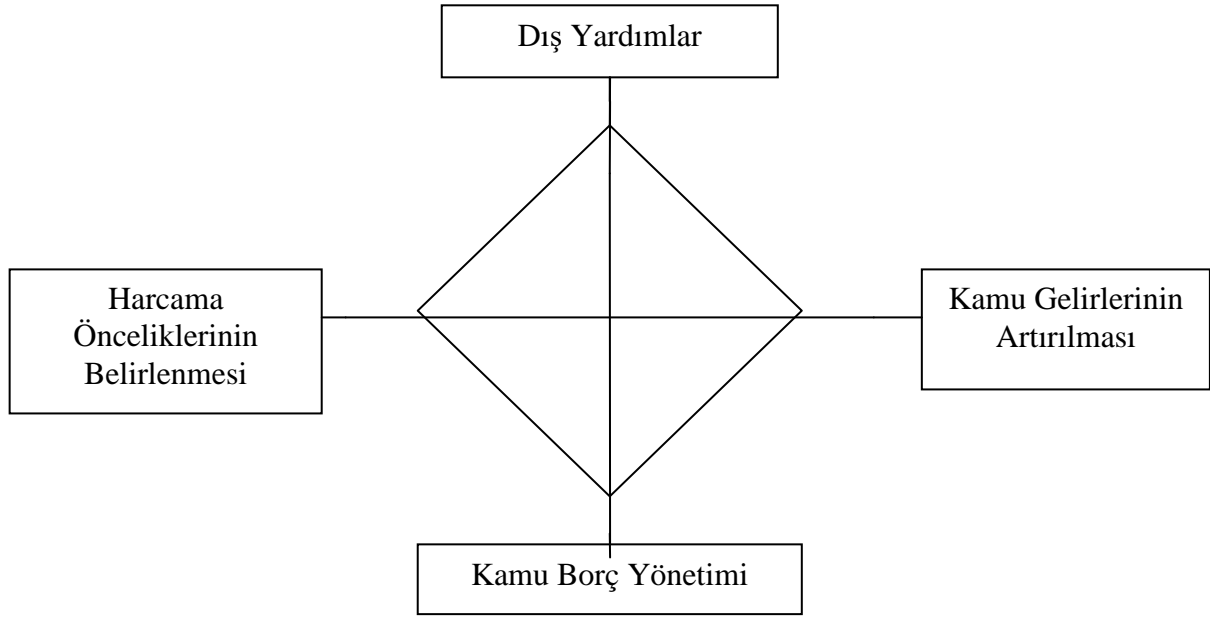 Dış Yardımlar
Harcama
Önceliklerinin
Belirlenmesi
Kamu Gelirlerinin
Artırılması
Kamu Borç Yönetimi